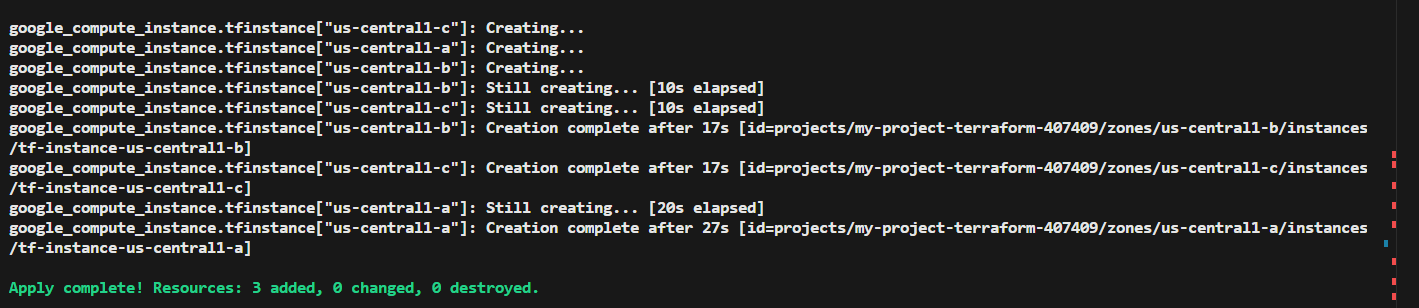 google_compute_instance.tfinstance["us-central1-c"]: Creating...
google_compute_instance.tfinstance["us-central1-a"]: Creating...
google_compute_instance.tfinstance["us-central1-b"]: Creating...
google_compute_instance.tfinstance["us-central1-b"]: Still creating... [10s elapsed]
google_compute_instance.tfinstance["us-central1-c"]: Still creating... [10s elapsed]
google_compute_instance.tfinstance["us-central1-b"]: Creation complete after 17s [id=projects/my-project-terraform-407409/zones/us-central1-b/instances
/tf-instance-us-central1-b]
google_compute_instance.tfinstance["us-central1-c"]: Creation complete after 17s [id=projects/my-project-terraform-407409/zones/us-central1-c/instances
/tf-instance-us-central1-c]
google_compute_instance.tfinstance["us-central1-a"]: Still creating... [20s elapsed]
google_compute_instance.tfinstance["us-central1-a"]: Creation complete after 27s [id=projects/my-project-terraform-407409/zones/us-central1-a/instances
/tf-instance-us-central1-a]
Apply complete! Resources: 3 added, 0 changed, 0 destroyed.